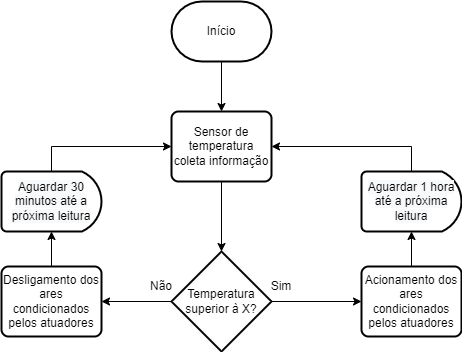 Início
Sensor de
temperatura
coleta informação
Aguardar 30
minutos até a
próxima leitura
Aguardar 1 hora
até a próxima
leitura
Desligamento dos
ares
condicionados
pelos atuadores
Não
Temperatura
superior à X?
Sim
Acionamento dos
ares
condicionados
pelos atuadores